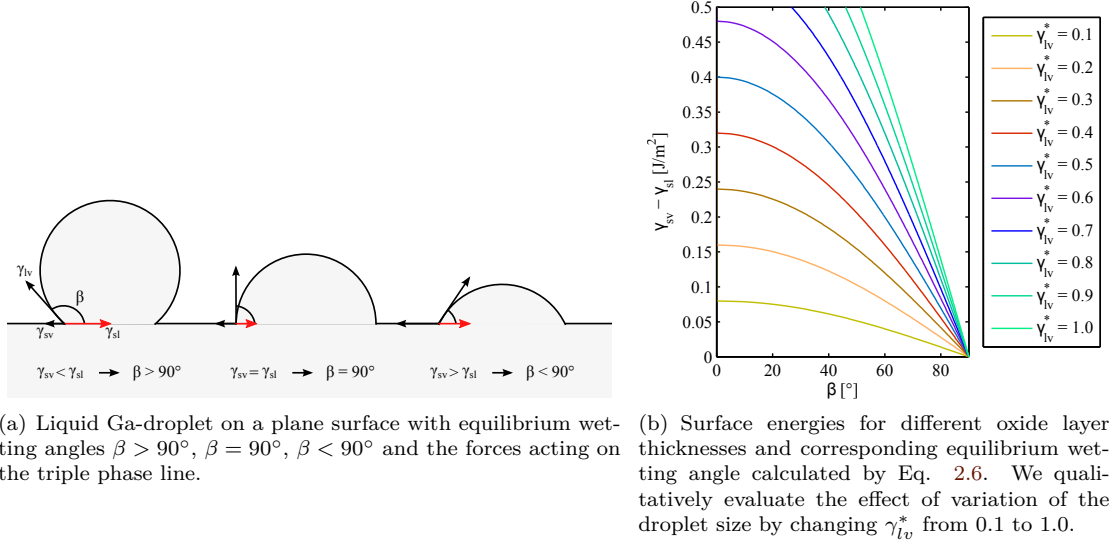 γlv
β
γsv
γsl
γsv < γsl → β > 90°
γsv = γsl → β = 90°
γsv > γsl → β < 90°
(a) Liquid Ga-droplet on a plane surface with equilibrium wet-
ting angles β > 90°, β = 90°, β < 90° and the forces acting on
the triple phase line.
γsv − γsl [J/m²]
0.5
0.45
0.4
0.35
0.3
0.25
0.2
0.15
0.1
0.05
0
0 20 40 60 80
β [°]
γ*lv = 0.1
γ*lv = 0.2
γ*lv = 0.3
γ*lv = 0.4
γ*lv = 0.5
γ*lv = 0.6
γ*lv = 0.7
γ*lv = 0.8
γ*lv = 0.9
γ*lv = 1.0
(b) Surface energies for different oxide layer
thicknesses and corresponding equilibrium wet-
ting angle calculated by Eq. 2.6. We quali-
tatively evaluate the effect of variation of the
droplet size by changing γ*lv from 0.1 to 1.0.